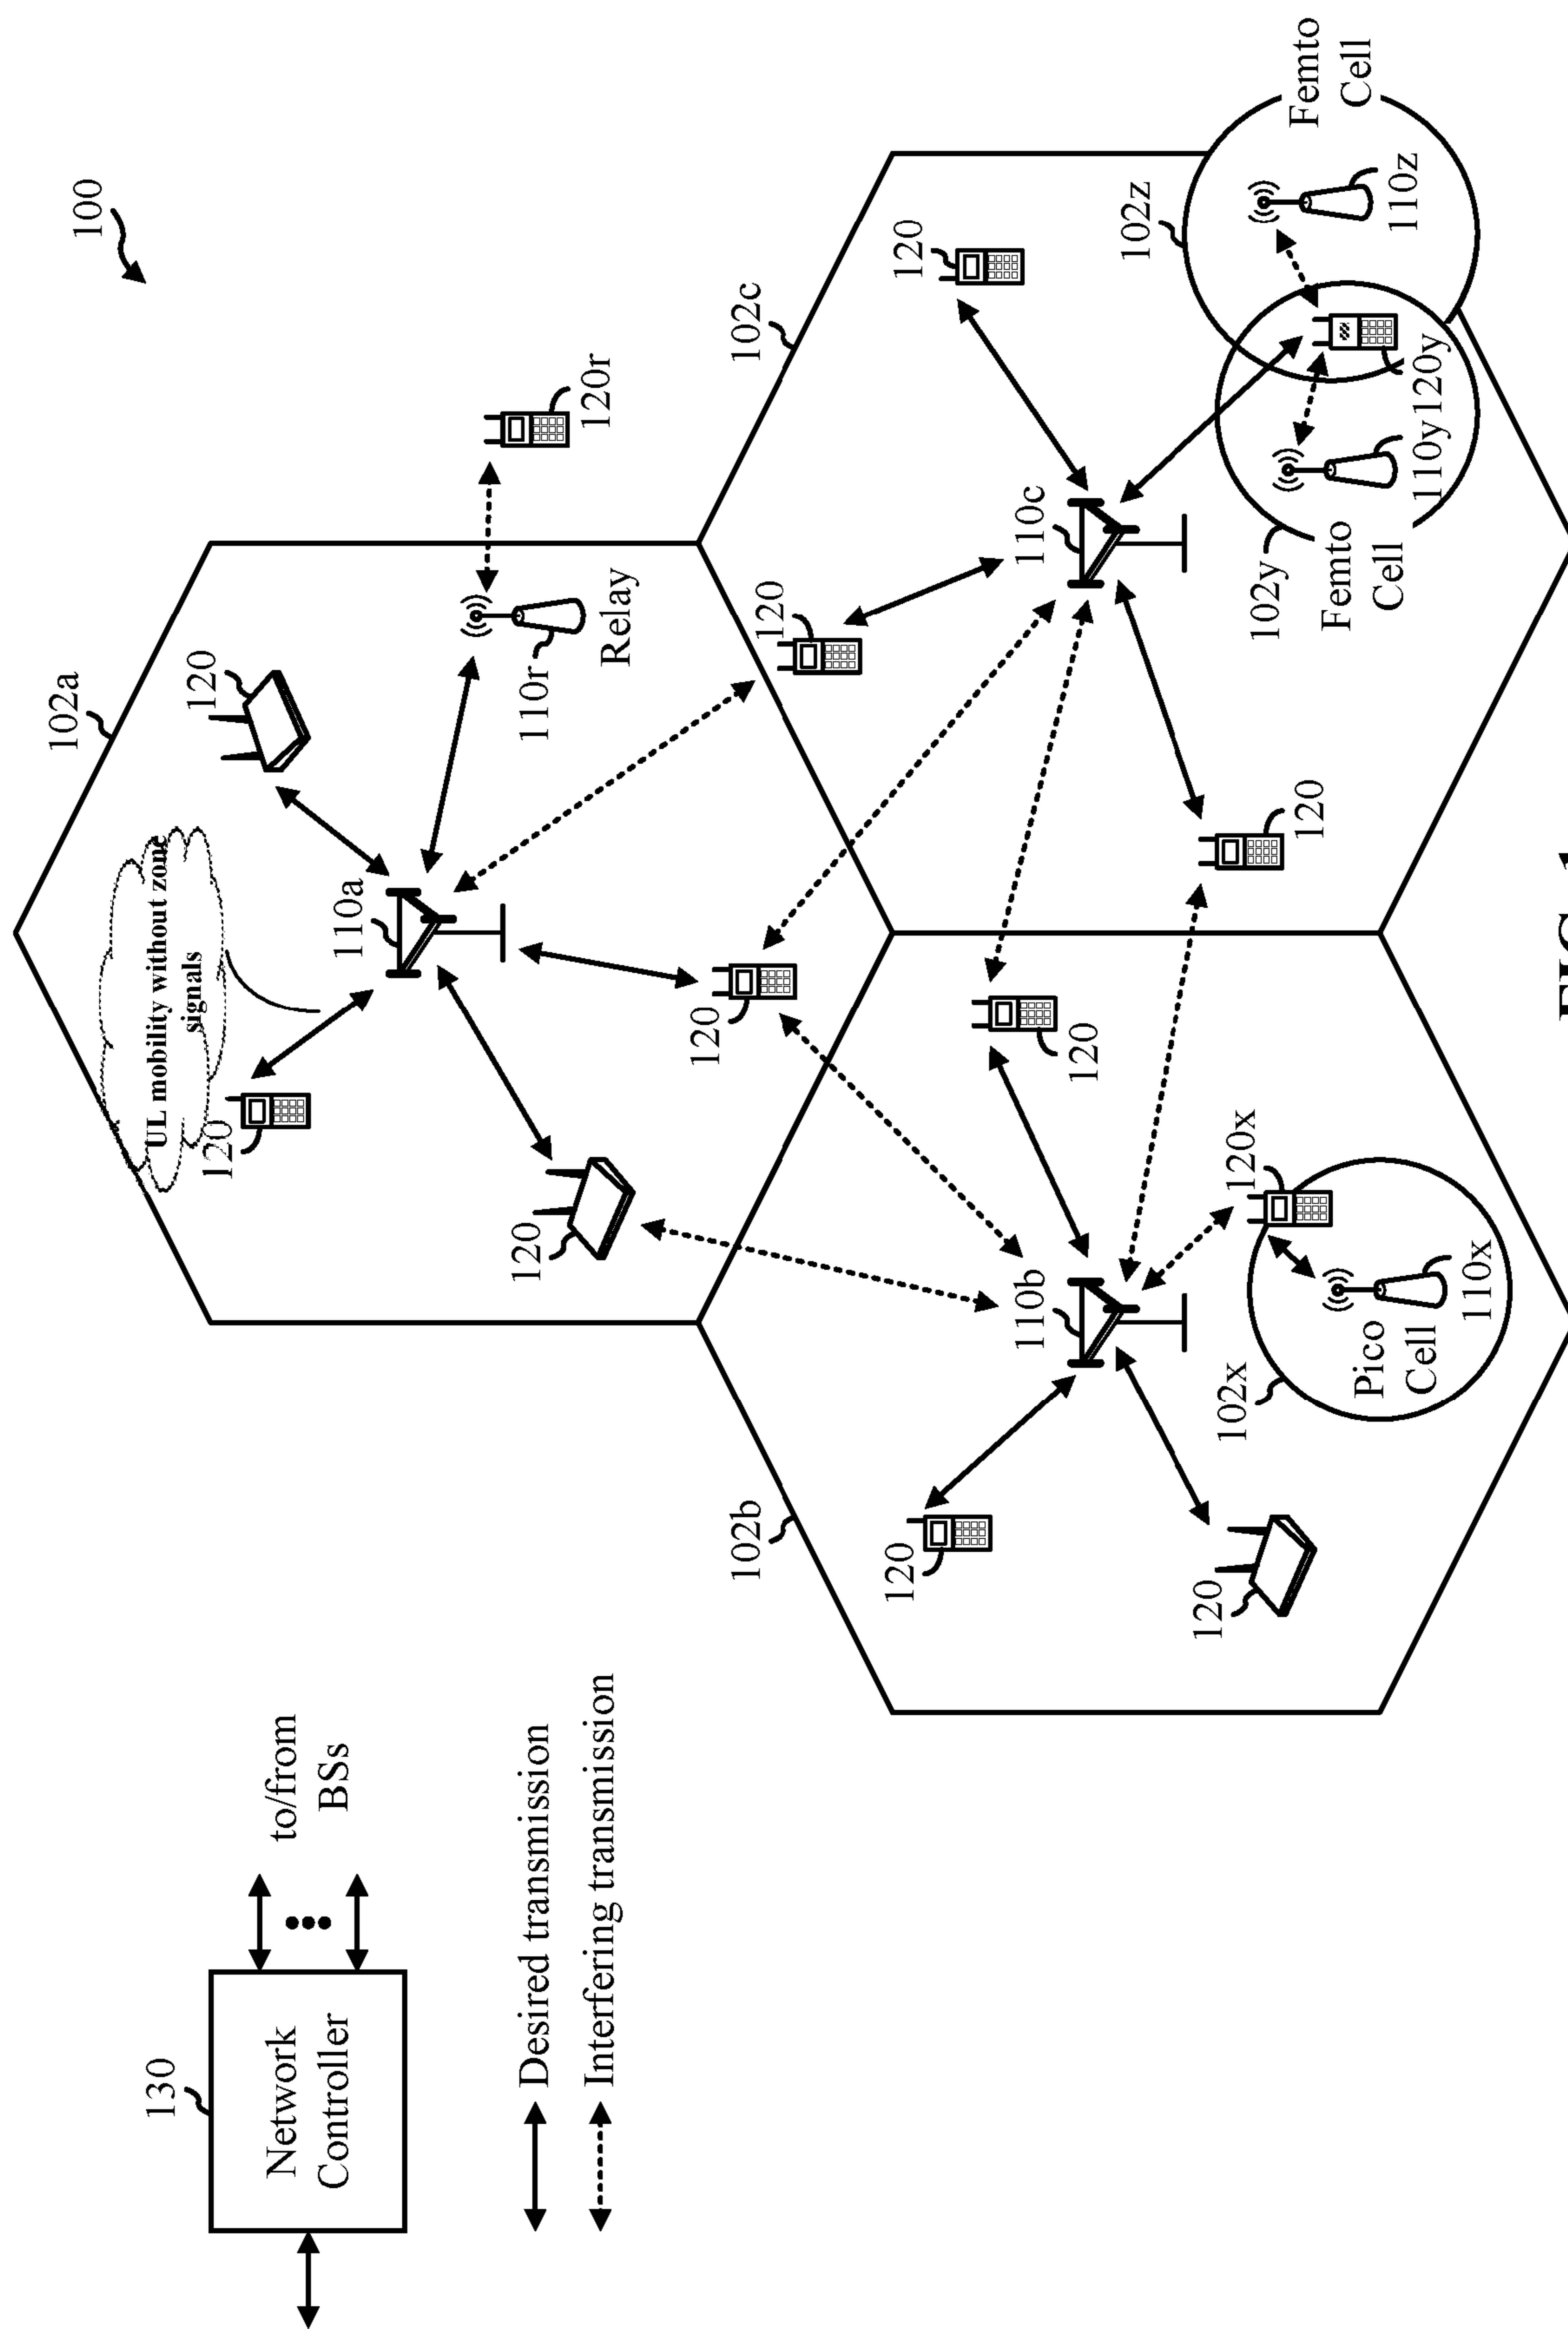 100
130
Network
Controller
to/from
BSs
Desired transmission
Interfering transmission
102a
UL mobility without zone
signals
120
120
110a
120
120
110r
Relay
120r
102b
120
110b
120
120
102x
Pico
Cell
110x
120x
102c
120
120
110c
120
102y
Femto
Cell
110y
120y
102z
Femto
Cell
110z